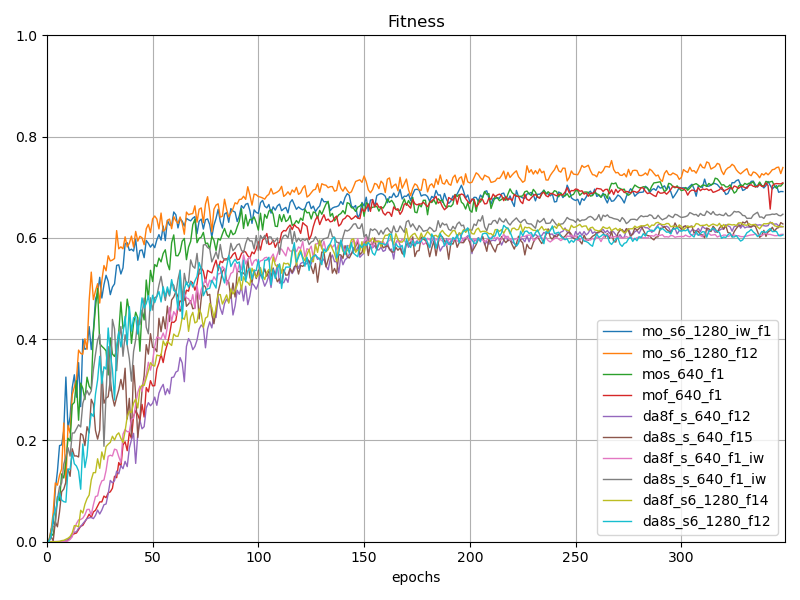 Fitness
1.0
0.8
0.6
0.4
0.2
0.0
0 50 100 150 200 250 300
epochs
mo_s6_1280_iw_f1
mo_s6_1280_f12
mos_640_f1
mof_640_f1
da8f_s_640_f12
da8s_s_640_f15
da8f_s_640_f1_iw
da8s_s_640_f1_iw
da8f_s6_1280_f14
da8s_s6_1280_f12